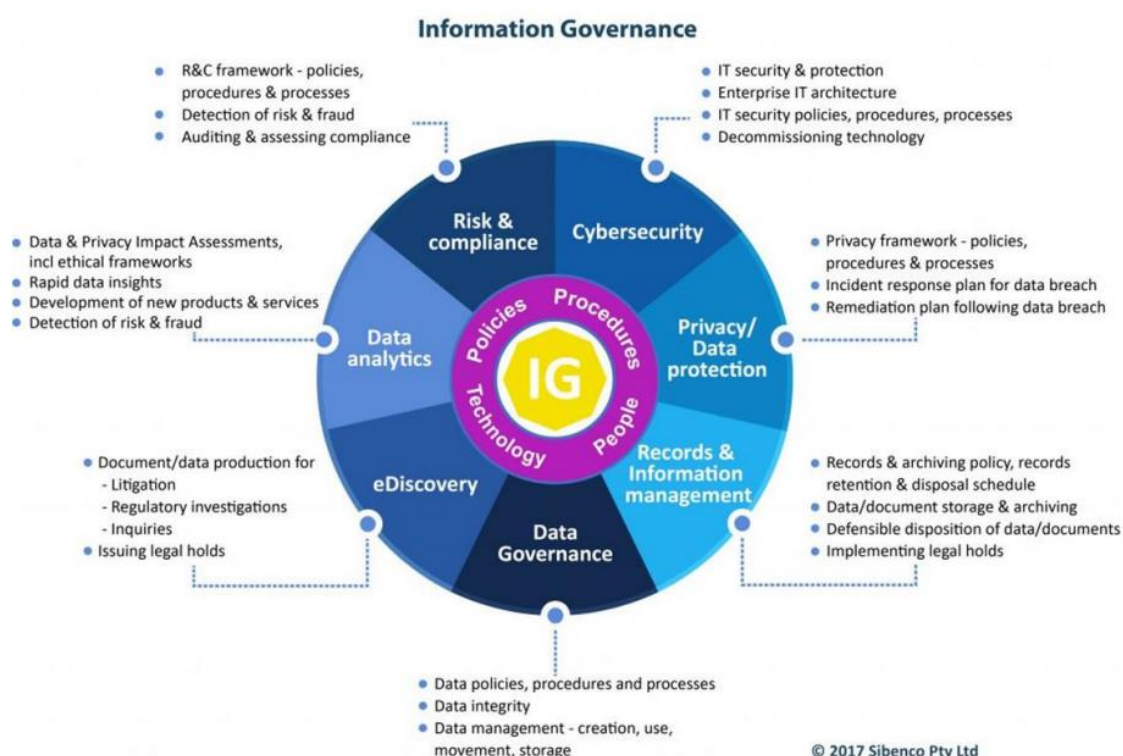 Information Governance
R&C framework - policies,
procedures & processes
Detection of risk & fraud
Auditing & assessing compliance
IT security & protection
Enterprise IT architecture
IT security policies, procedures, processes
Decommissioning technology
Risk &
compliance
Cybersecurity
Data & Privacy Impact Assessments,
incl ethical frameworks
Rapid data insights
Development of new products & services
Detection of risk & fraud
Privacy framework - policies,
procedures & processes
Incident response plan for data breach
Remediation plan following data breach
Data
analytics
Policies
Procedures
IG
Technology
People
Privacy/
Data
protection
Document/data production for
- Litigation
- Regulatory investigations
- Inquiries
Issuing legal holds
eDiscovery
Data
Governance
Records &
Information
management
Records & archiving policy, records
retention & disposal schedule
Data/document storage & archiving
Defensible disposition of data/documents
Implementing legal holds
Data policies, procedures and processes
Data integrity
Data management - creation, use,
movement, storage
© 2017 Sibenco Pty Ltd